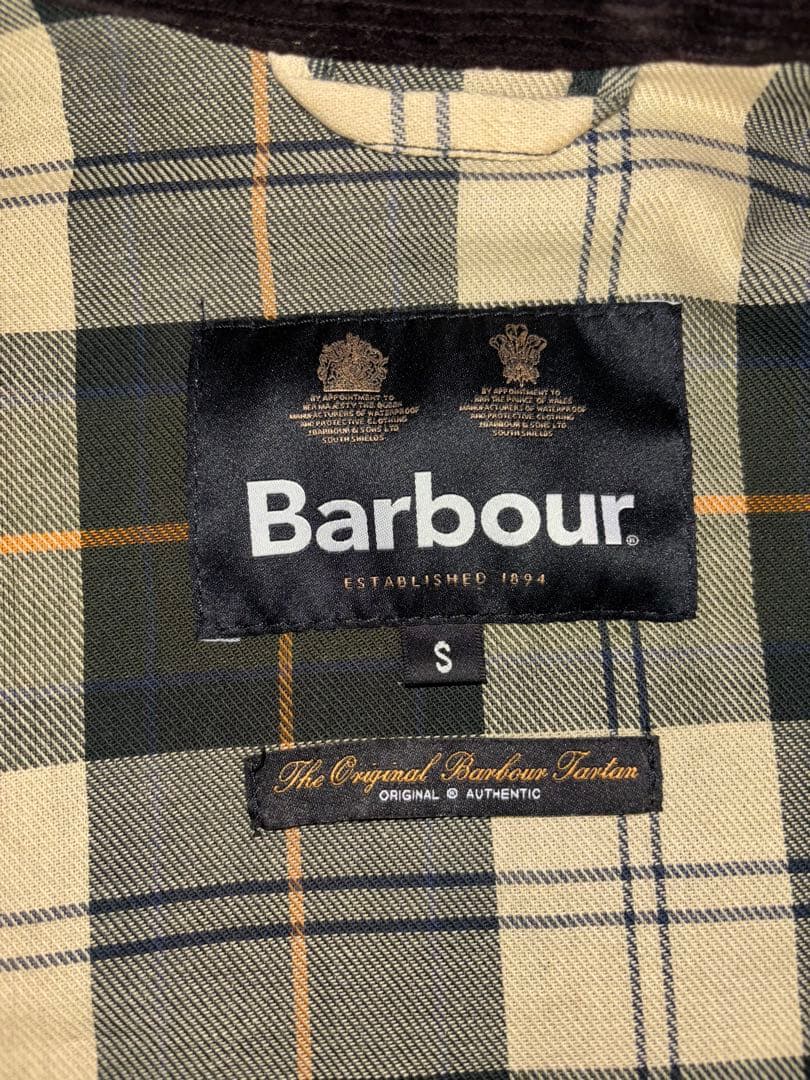 BY APPOINTMENT TO
HER MAJESTY THE QUEEN
MANUFACTURERS OF WATERPROOF
AND PROTECTIVE CLOTHING
J BARBOUR & SONS LTD
SOUTH SHIELDS
BY APPOINTMENT TO
HRH THE PRINCE OF WALES
MANUFACTURERS OF WATERPROOF
AND PROTECTIVE CLOTHING
J BARBOUR & SONS LTD
SOUTH SHIELDS
Barbour®
ESTABLISHED 1894
S
The Original Barbour Tartan
ORIGINAL ® AUTHENTIC